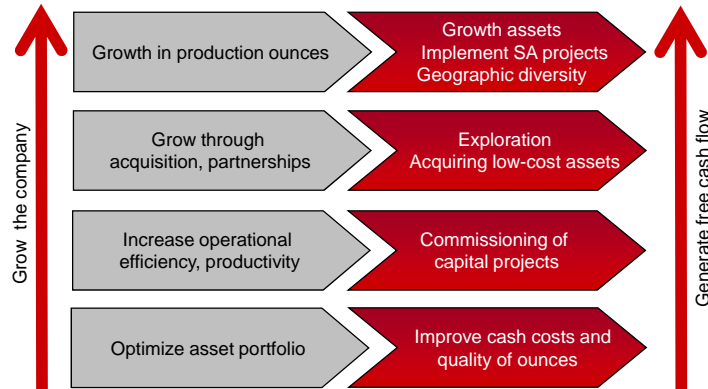 Grow the company
Growth in production ounces
Growth assets
Implement SA projects
Geographic diversity
Grow through
acquisition, partnerships
Exploration
Acquiring low-cost assets
Increase operational
efficiency, productivity
Commissioning of
capital projects
Optimize asset portfolio
Improve cash costs and
quality of ounces
Generate free cash flow